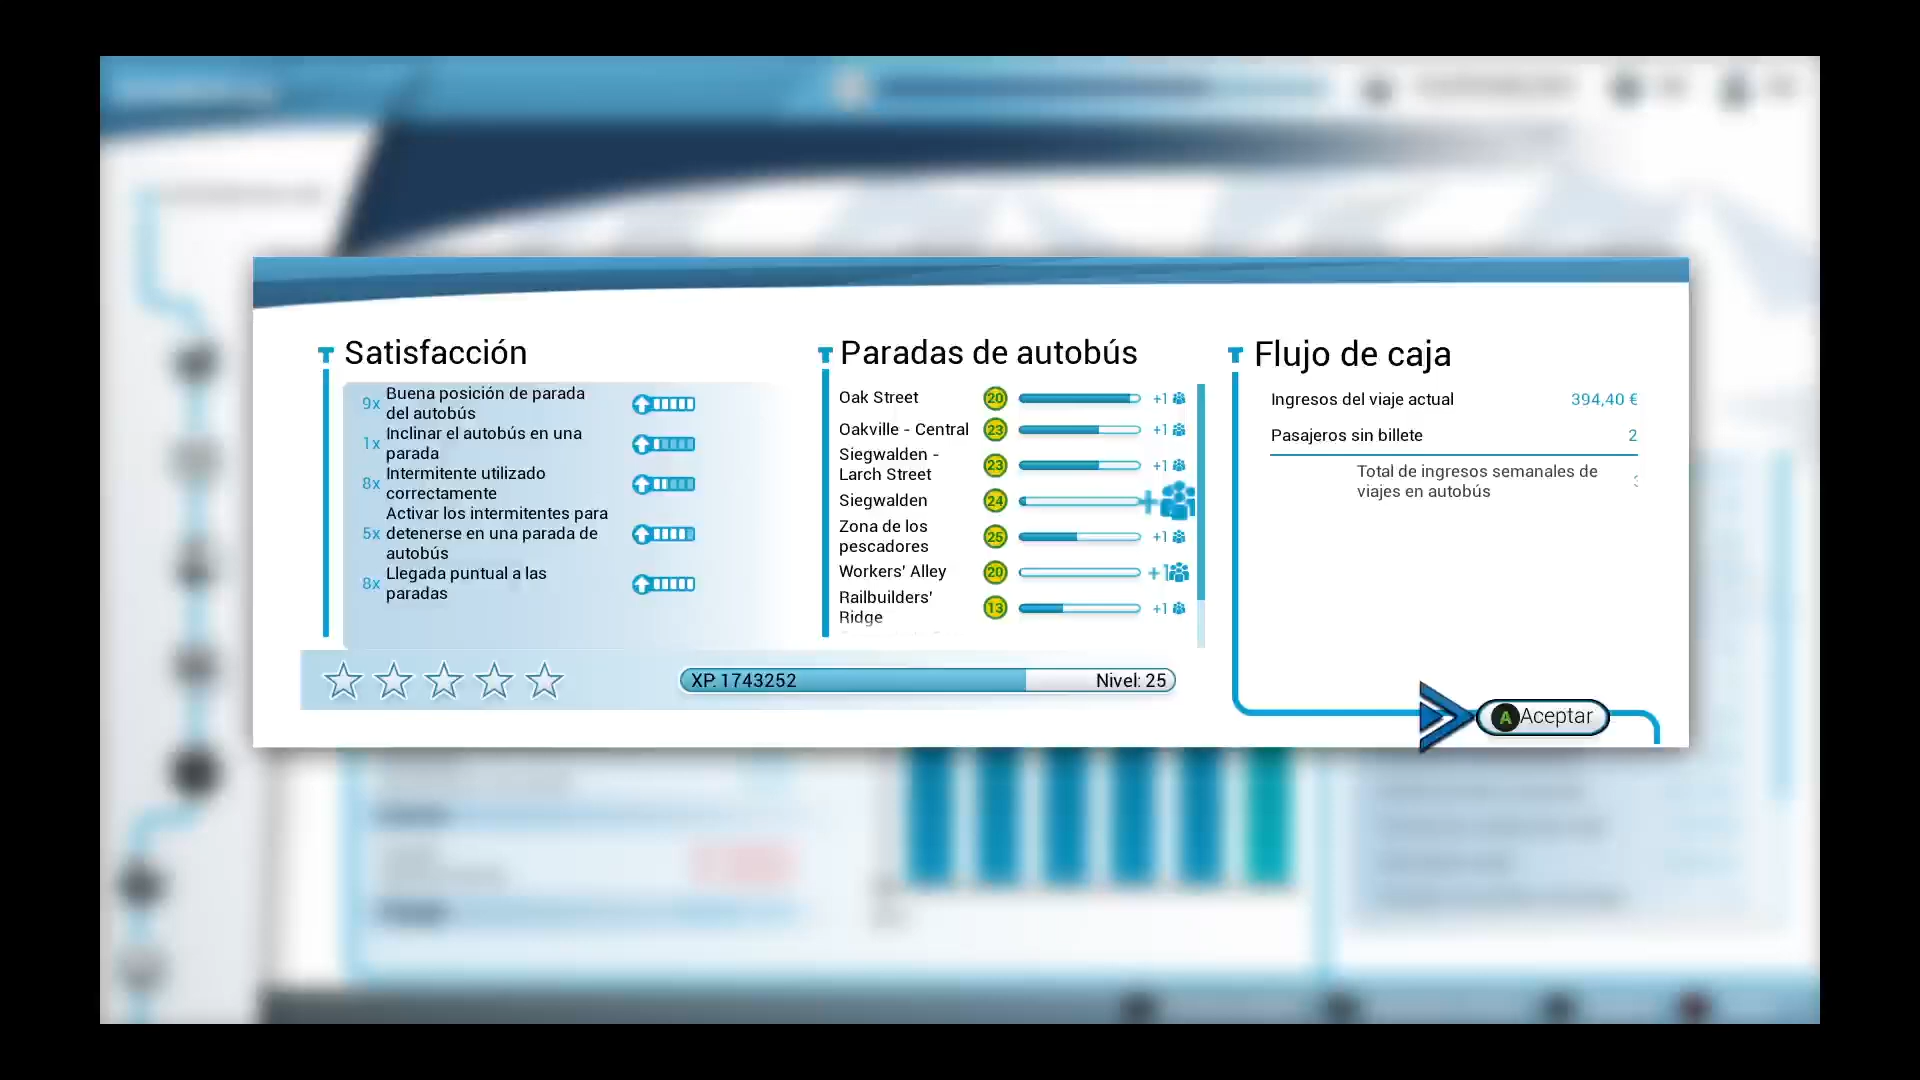 Satisfacción
9x Buena posición de parada
del autobús
1x Inclinar el autobús en una
parada
8x Intermitente utilizado
correctamente
5x Activar los intermitentes para
detenerse en una parada de
autobús
8x Llegada puntual a las
paradas
Paradas de autobús
Oak Street 20 +1
Oakville - Central 23 +1
Siegwalden -
Larch Street 23 +1
Siegwalden 24 +
Zona de los
pescadores 25 +1
Workers' Alley 20 +1
Railbuilders'
Ridge 13 +1
Flujo de caja
Ingresos del viaje actual 394,40 €
Pasajeros sin billete 2
Total de ingresos semanales de
viajes en autobús
XP: 1743252 Nivel: 25
A Aceptar